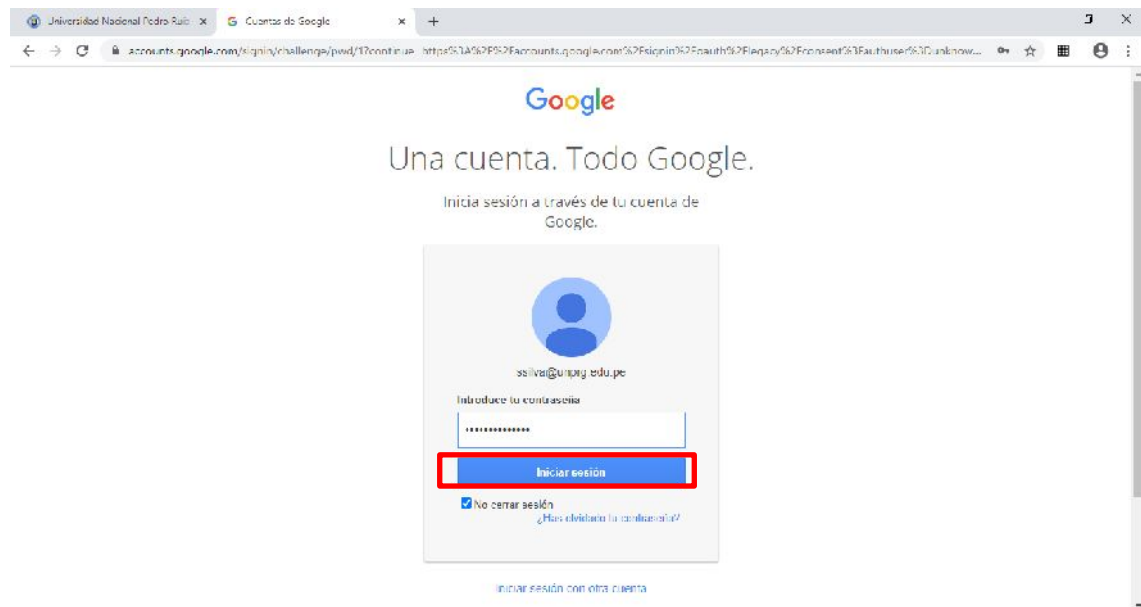 Universidad Nacional Pedro Ruiz
Cuentas de Google
accounts.google.com/signin/challenge/pwd/1?continue=https%3A%2F%2Faccounts.google.com%2Fsignin%2Foauth%2Flegacy%2Fconsent%3Fauthuser%3Dunknow...
Google
Una cuenta. Todo Google.
Inicia sesión a través de tu cuenta de
Google.
ssilva@unprg.edu.pe
Introduce tu contraseña
Iniciar sesión
No cerrar sesión
¿Has olvidado tu contraseña?
Iniciar sesión con otra cuenta